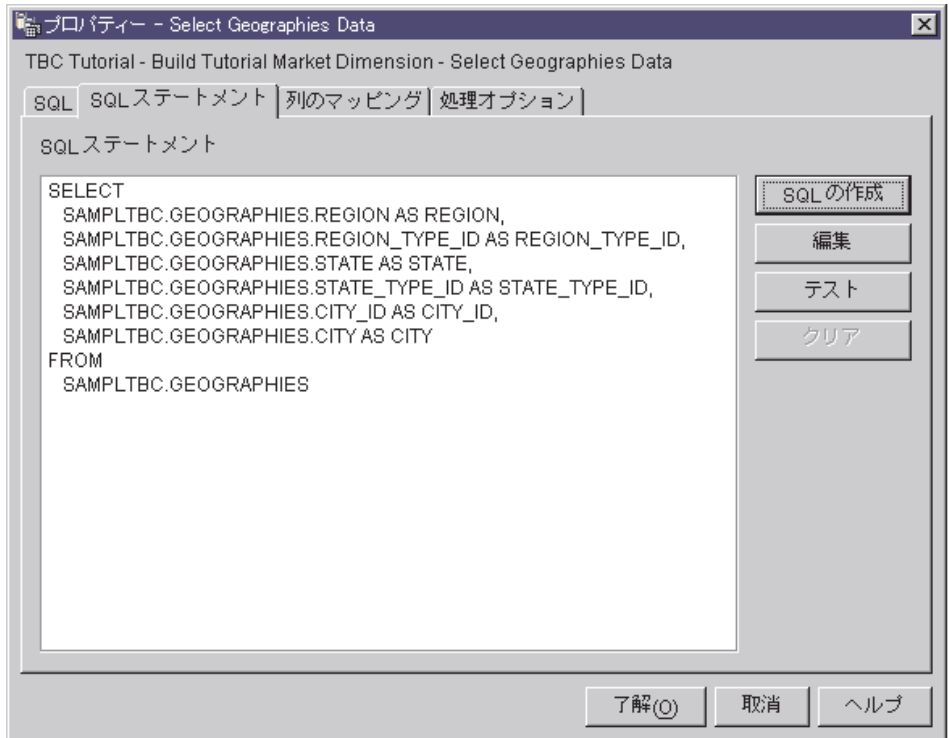 プロパティー - Select Geographies Data
TBC Tutorial - Build Tutorial Market Dimension - Select Geographies Data
SQL SQLステートメント 列のマッピング 処理オプション
SQLステートメント
SELECT
SAMPLTBC.GEOGRAPHIES.REGION AS REGION,
SAMPLTBC.GEOGRAPHIES.REGION_TYPE_ID AS REGION_TYPE_ID,
SAMPLTBC.GEOGRAPHIES.STATE AS STATE,
SAMPLTBC.GEOGRAPHIES.STATE_TYPE_ID AS STATE_TYPE_ID,
SAMPLTBC.GEOGRAPHIES.CITY_ID AS CITY_ID,
SAMPLTBC.GEOGRAPHIES.CITY AS CITY
FROM
SAMPLTBC.GEOGRAPHIES
SQLの作成
編集
テスト
クリア
了解(O) 取消 ヘルプ